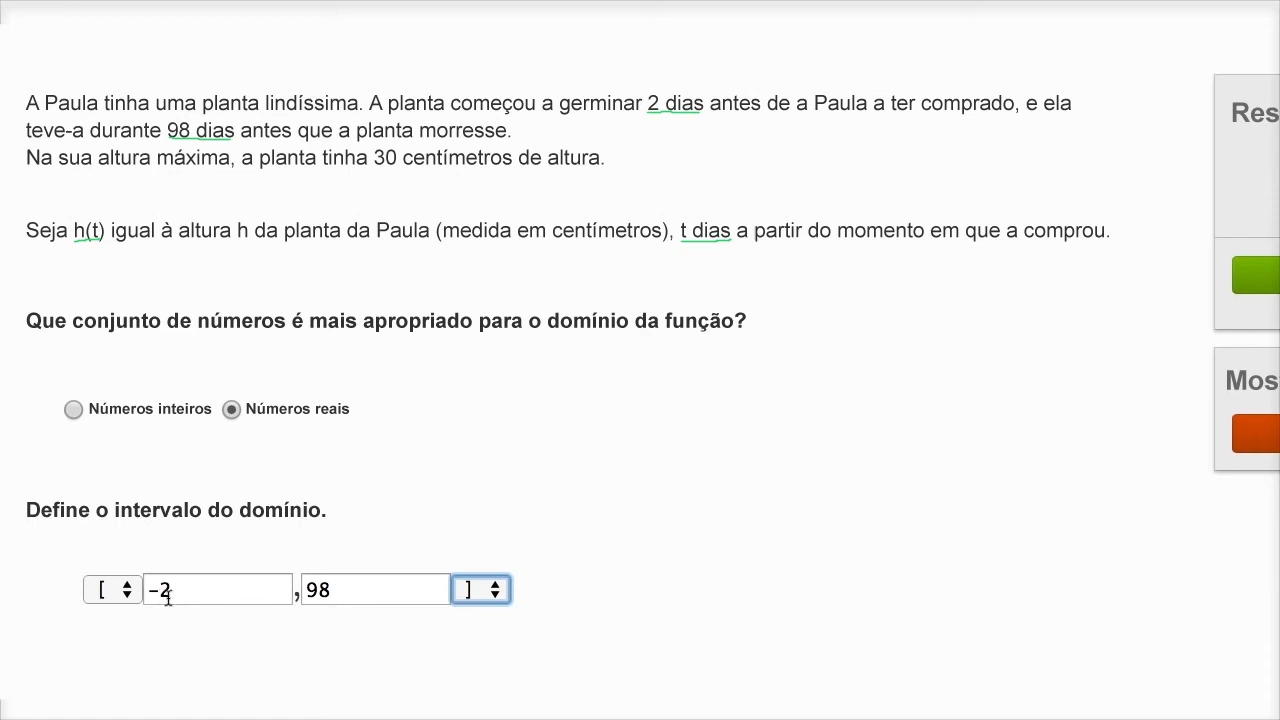 A Paula tinha uma planta lindíssima. A planta começou a germinar 2 dias antes de a Paula a ter comprado, e ela
teve-a durante 98 dias antes que a planta morresse.
Na sua altura máxima, a planta tinha 30 centímetros de altura.
Seja h(t) igual à altura h da planta da Paula (medida em centímetros), t dias a partir do momento em que a comprou.
Que conjunto de números é mais apropriado para o domínio da função?
Números inteiros Números reais
Define o intervalo do domínio.
[ -2 , 98 ]
Res
Mos